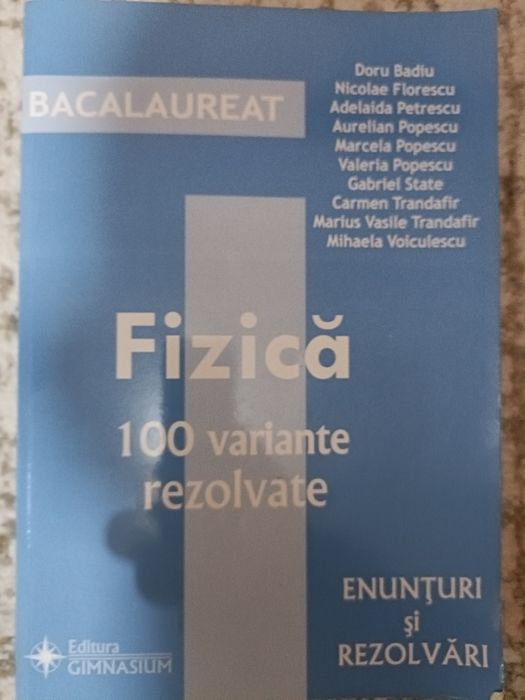 Doru Badiu
Nicolae Florescu
Adelaida Petrescu
Aurelian Popescu
Marcela Popescu
Valeria Popescu
Gabriel State
Carmen Trandafir
Marius Vasile Trandafir
Mihaela Voiculescu
BACALAUREAT
Fizică
100 variante
rezolvate
ENUNŢURI
şi
REZOLVĂRI
Editura
GIMNASIUM